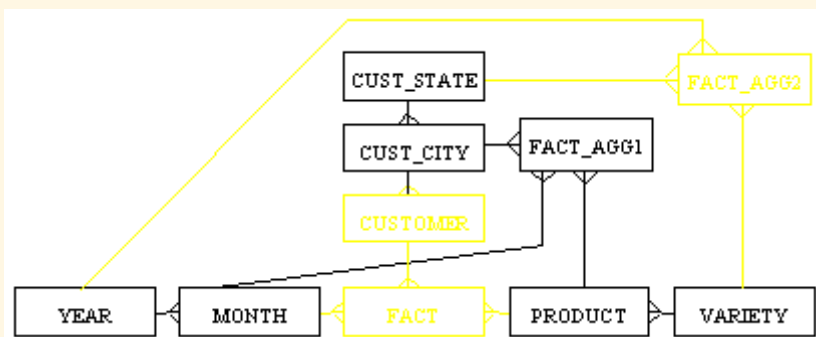 CUST_STATE
FACT_AGG2
CUST_CITY
FACT_AGG1
CUSTOMER
YEAR
MONTH
FACT
PRODUCT
VARIETY